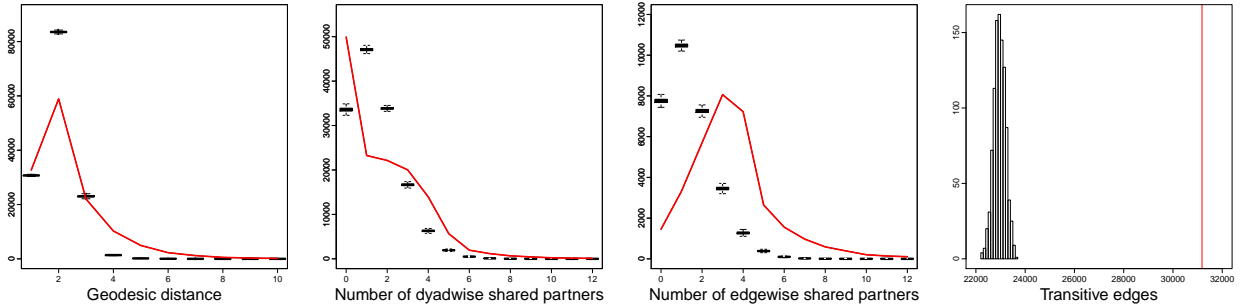 0 20000 40000 60000 80000
2 4 6 8 10
Geodesic distance
0 10000 20000 30000 40000 50000
0 2 4 6 8 10 12
Number of dyadwise shared partners
0 2000 4000 6000 8000 10000 12000
0 2 4 6 8 10 12
Number of edgewise shared partners
0 50 100 150
22000 24000 26000 28000 30000 32000
Transitive edges